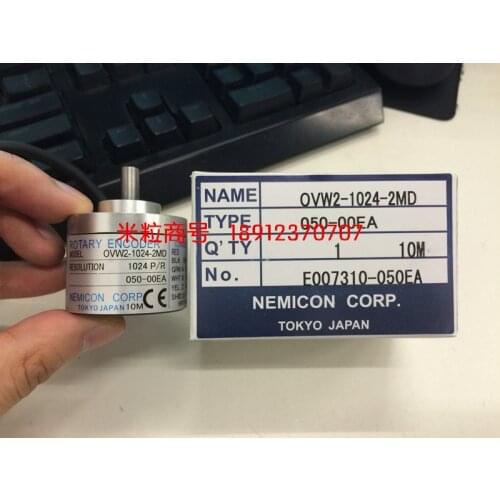 NAME OVW2-1024-2MD
TYPE 050-00EA
Q'TY 1 10M
No. E007310-050EA
NEMICON CORP.
TOKYO JAPAN
米粒商号 18912370707
ROTARY ENCODER
MODEL OVW2-1024-2MD
RESOLUTION 1024 P/R
050-00EA
NEMICON CORP. CE
TOKYO JAPAN 10M